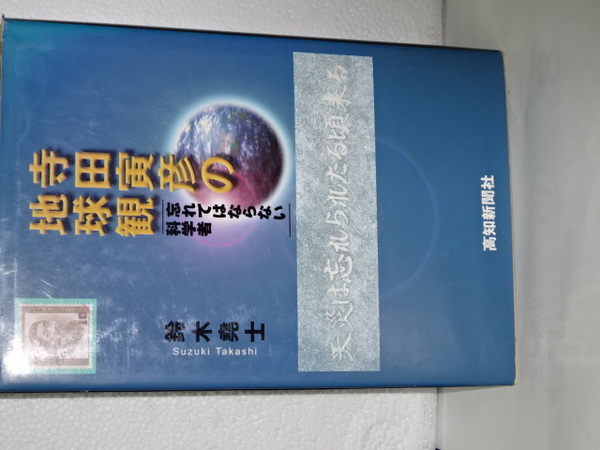 寺田寅彦の
地球観
忘れてはならない
科学者
鈴木堯士
Suzuki Takashi
天災は忘れられたる頃来る
高知新聞社